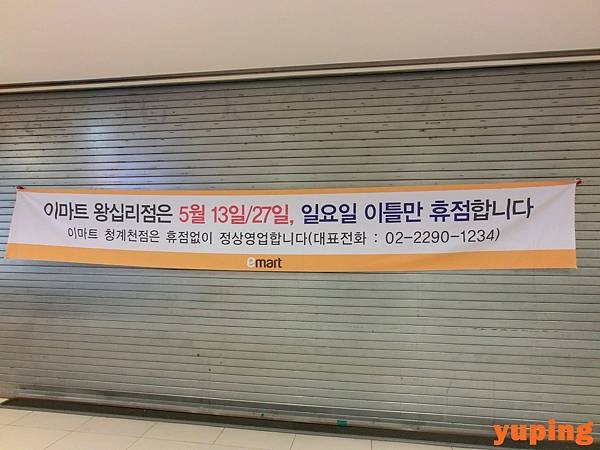 이마트 왕십리점은 5월 13일/27일, 일요일 이틀만 휴점합니다
이마트 청계천점은 휴점없이 정상영업합니다(대표전화 : 02-2290-1234)
emart
yuping